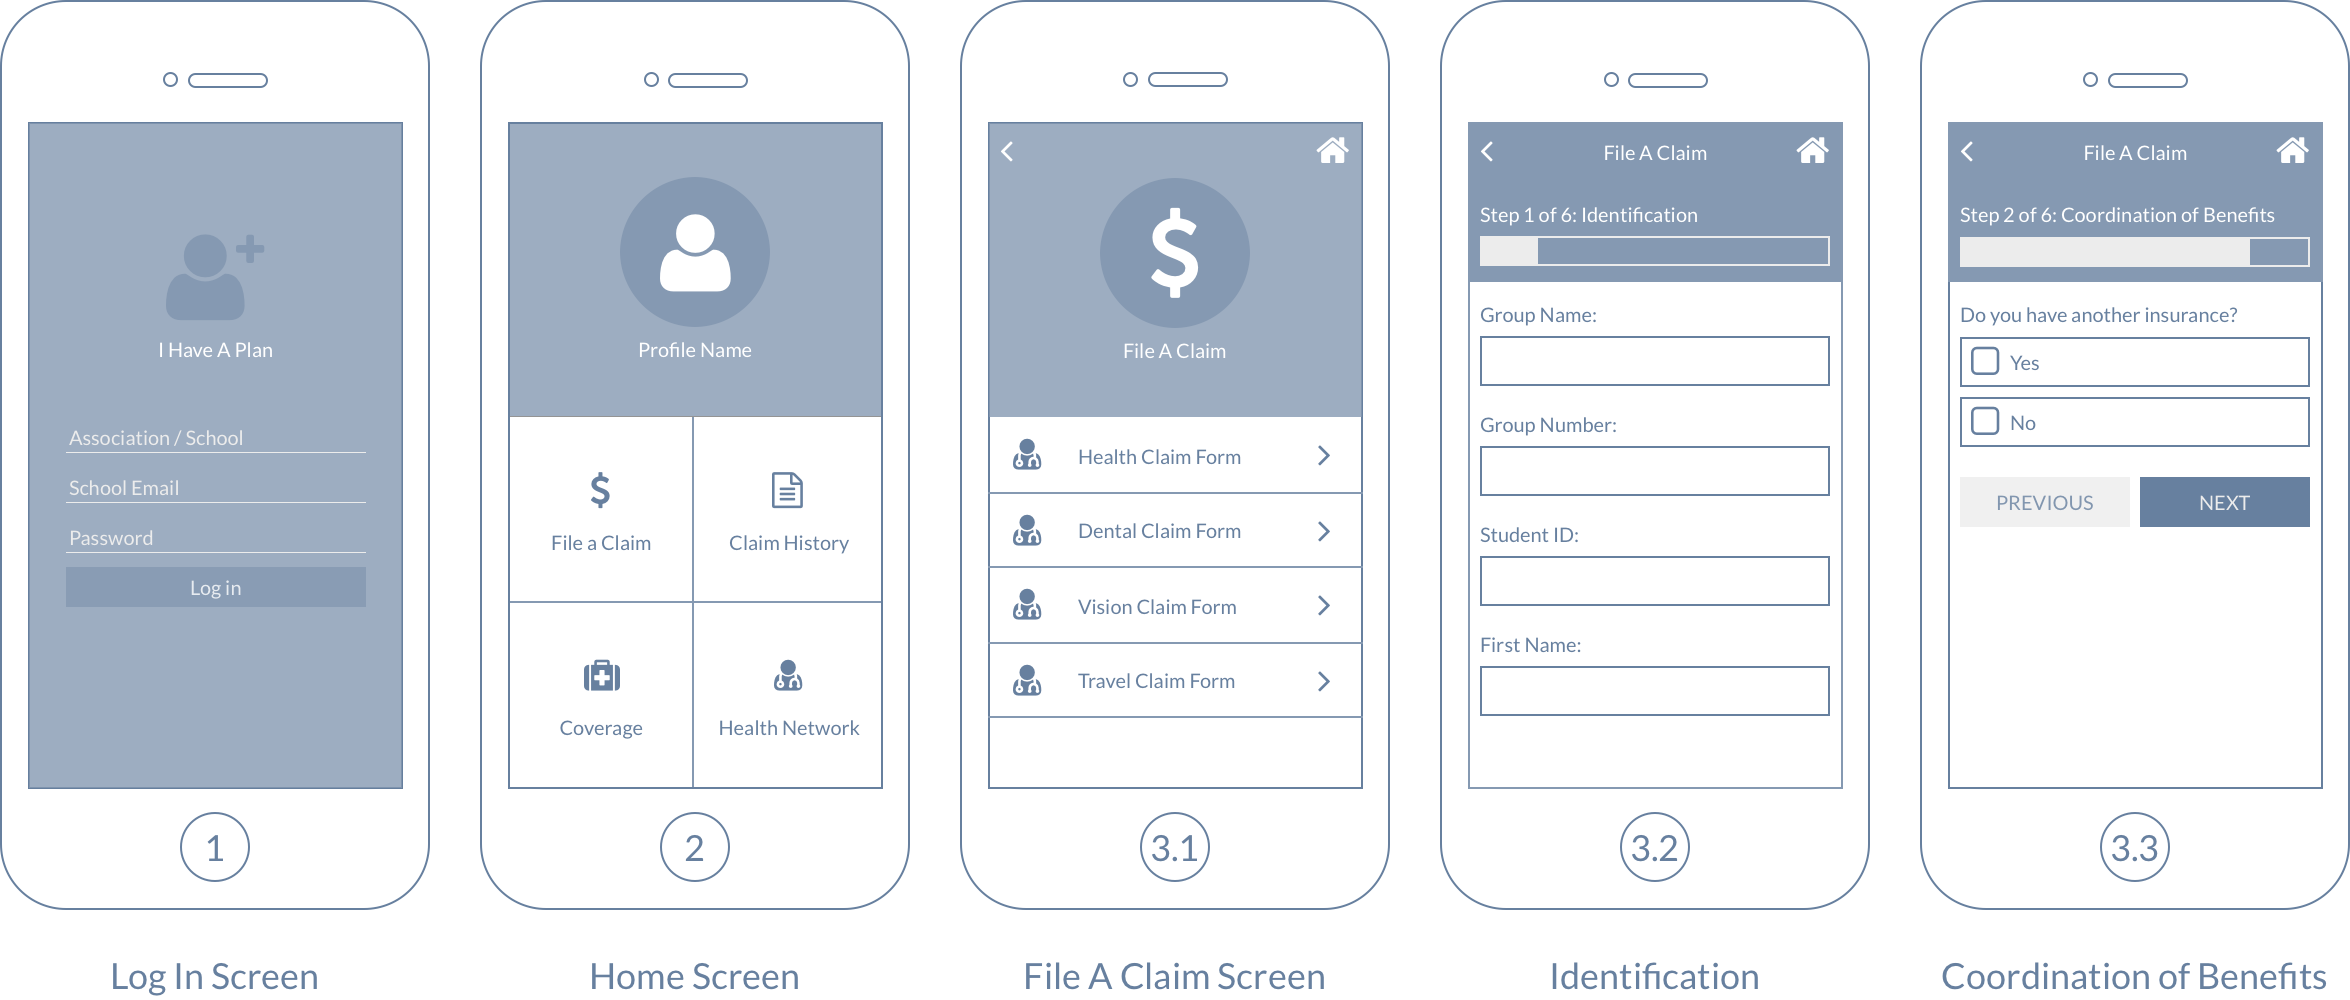 I Have A Plan
Association / School
School Email
Password
Log in
1
Log In Screen
Profile Name
File a Claim
Claim History
Coverage
Health Network
2
Home Screen
File A Claim
Health Claim Form
Dental Claim Form
Vision Claim Form
Travel Claim Form
3.1
File A Claim Screen
File A Claim
Step 1 of 6: Identification
Group Name:
Group Number:
Student ID:
First Name:
3.2
Identification
File A Claim
Step 2 of 6: Coordination of Benefits
Do you have another insurance?
Yes
No
PREVIOUS
NEXT
3.3
Coordination of Benefits